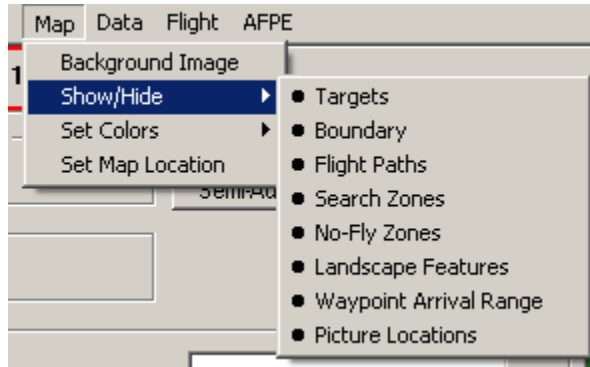 Map Data Flight AFPE
Background Image
1
Show/Hide
Targets
Set Colors
Boundary
Set Map Location
Flight Paths
Search Zones
No-Fly Zones
Landscape Features
Waypoint Arrival Range
Picture Locations